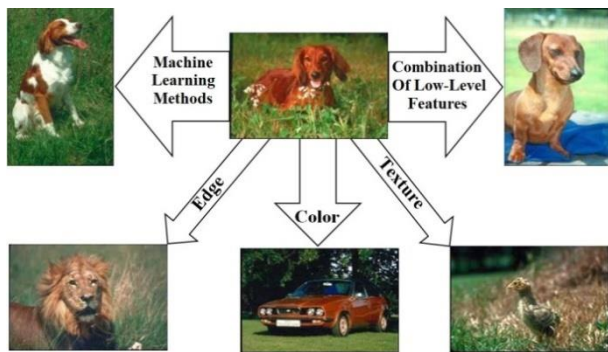 Machine
Learning
Methods
Combination
Of Low-Level
Features
Edge
Color
Texture